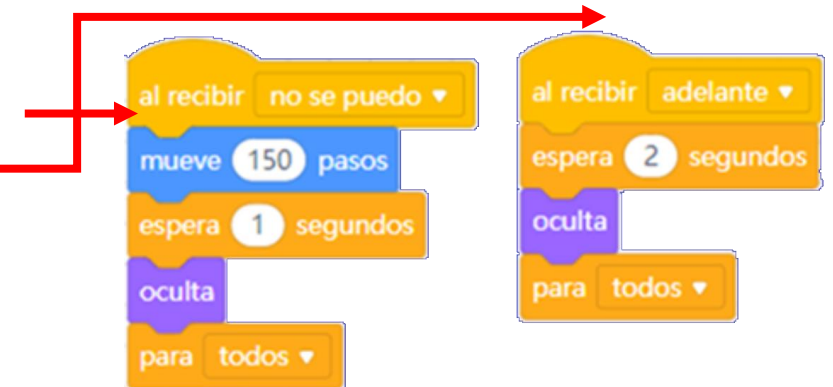 al recibir no se puedo
mueve 150 pasos
espera 1 segundos
oculta
para todos
al recibir adelante
espera 2 segundos
oculta
para todos